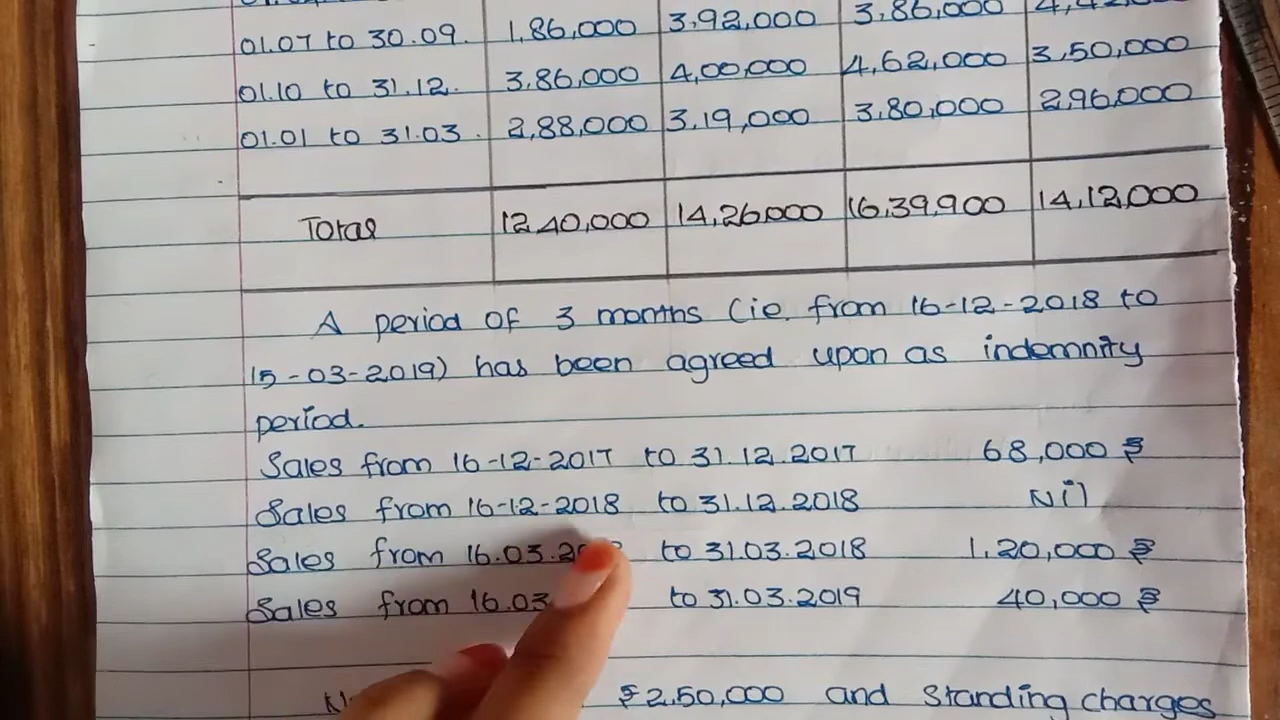 01.07 to 30.09. 1,86,000 3,92,000 3,86,000
01.10 to 31.12. 3,86,000 4,00,000 4,62,000 3,50,000
01.01 to 31.03. 2,88,000 3,19,000 3,80,000 2,96,000
Total 12,40,000 14,26,000 16,39,900 14,12,000
A period of 3 months (ie. from 16-12-2018 to
15-03-2019) has been agreed upon as indemnity
period.
Sales from 16-12-2017 to 31.12.2017 68,000 ₹
Sales from 16-12-2018 to 31.12.2018 Nil
Sales from 16.03. to 31.03.2018 1,20,000 ₹
Sales from 16.03 to 31.03.2019 40,000 ₹
₹2,50,000 and Standing charges